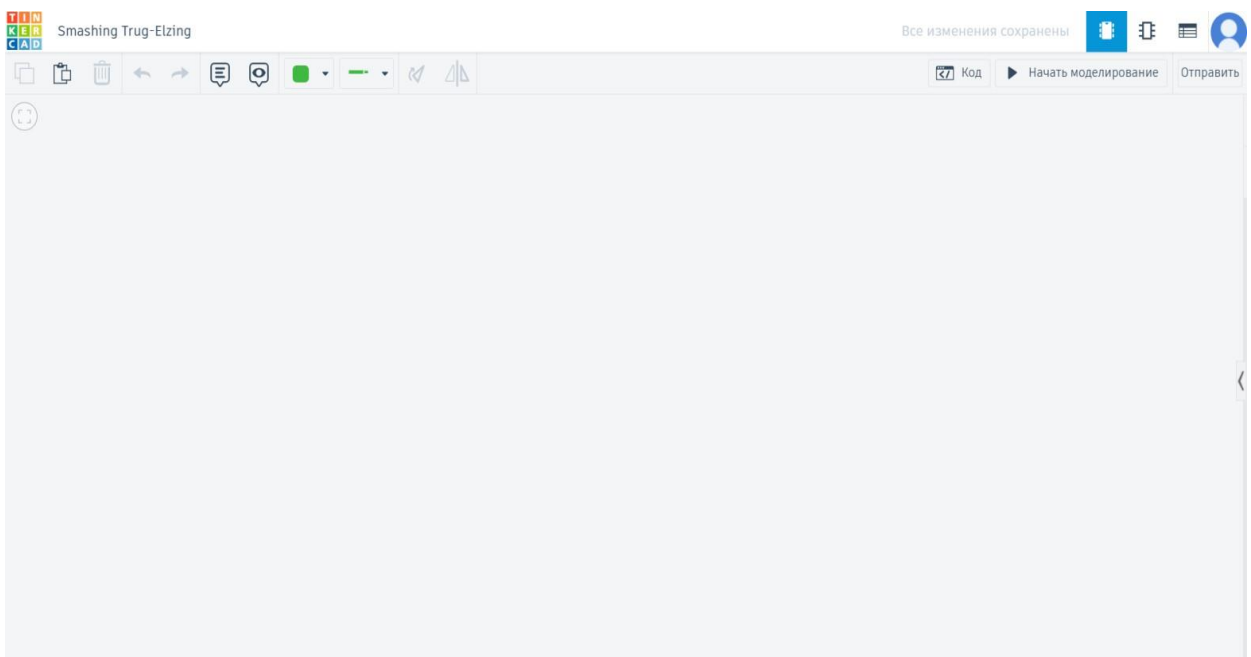 TIN
KER
CAD
Smashing Trug-Elzing
Все изменения сохранены
Код
Начать моделирование
Отправить